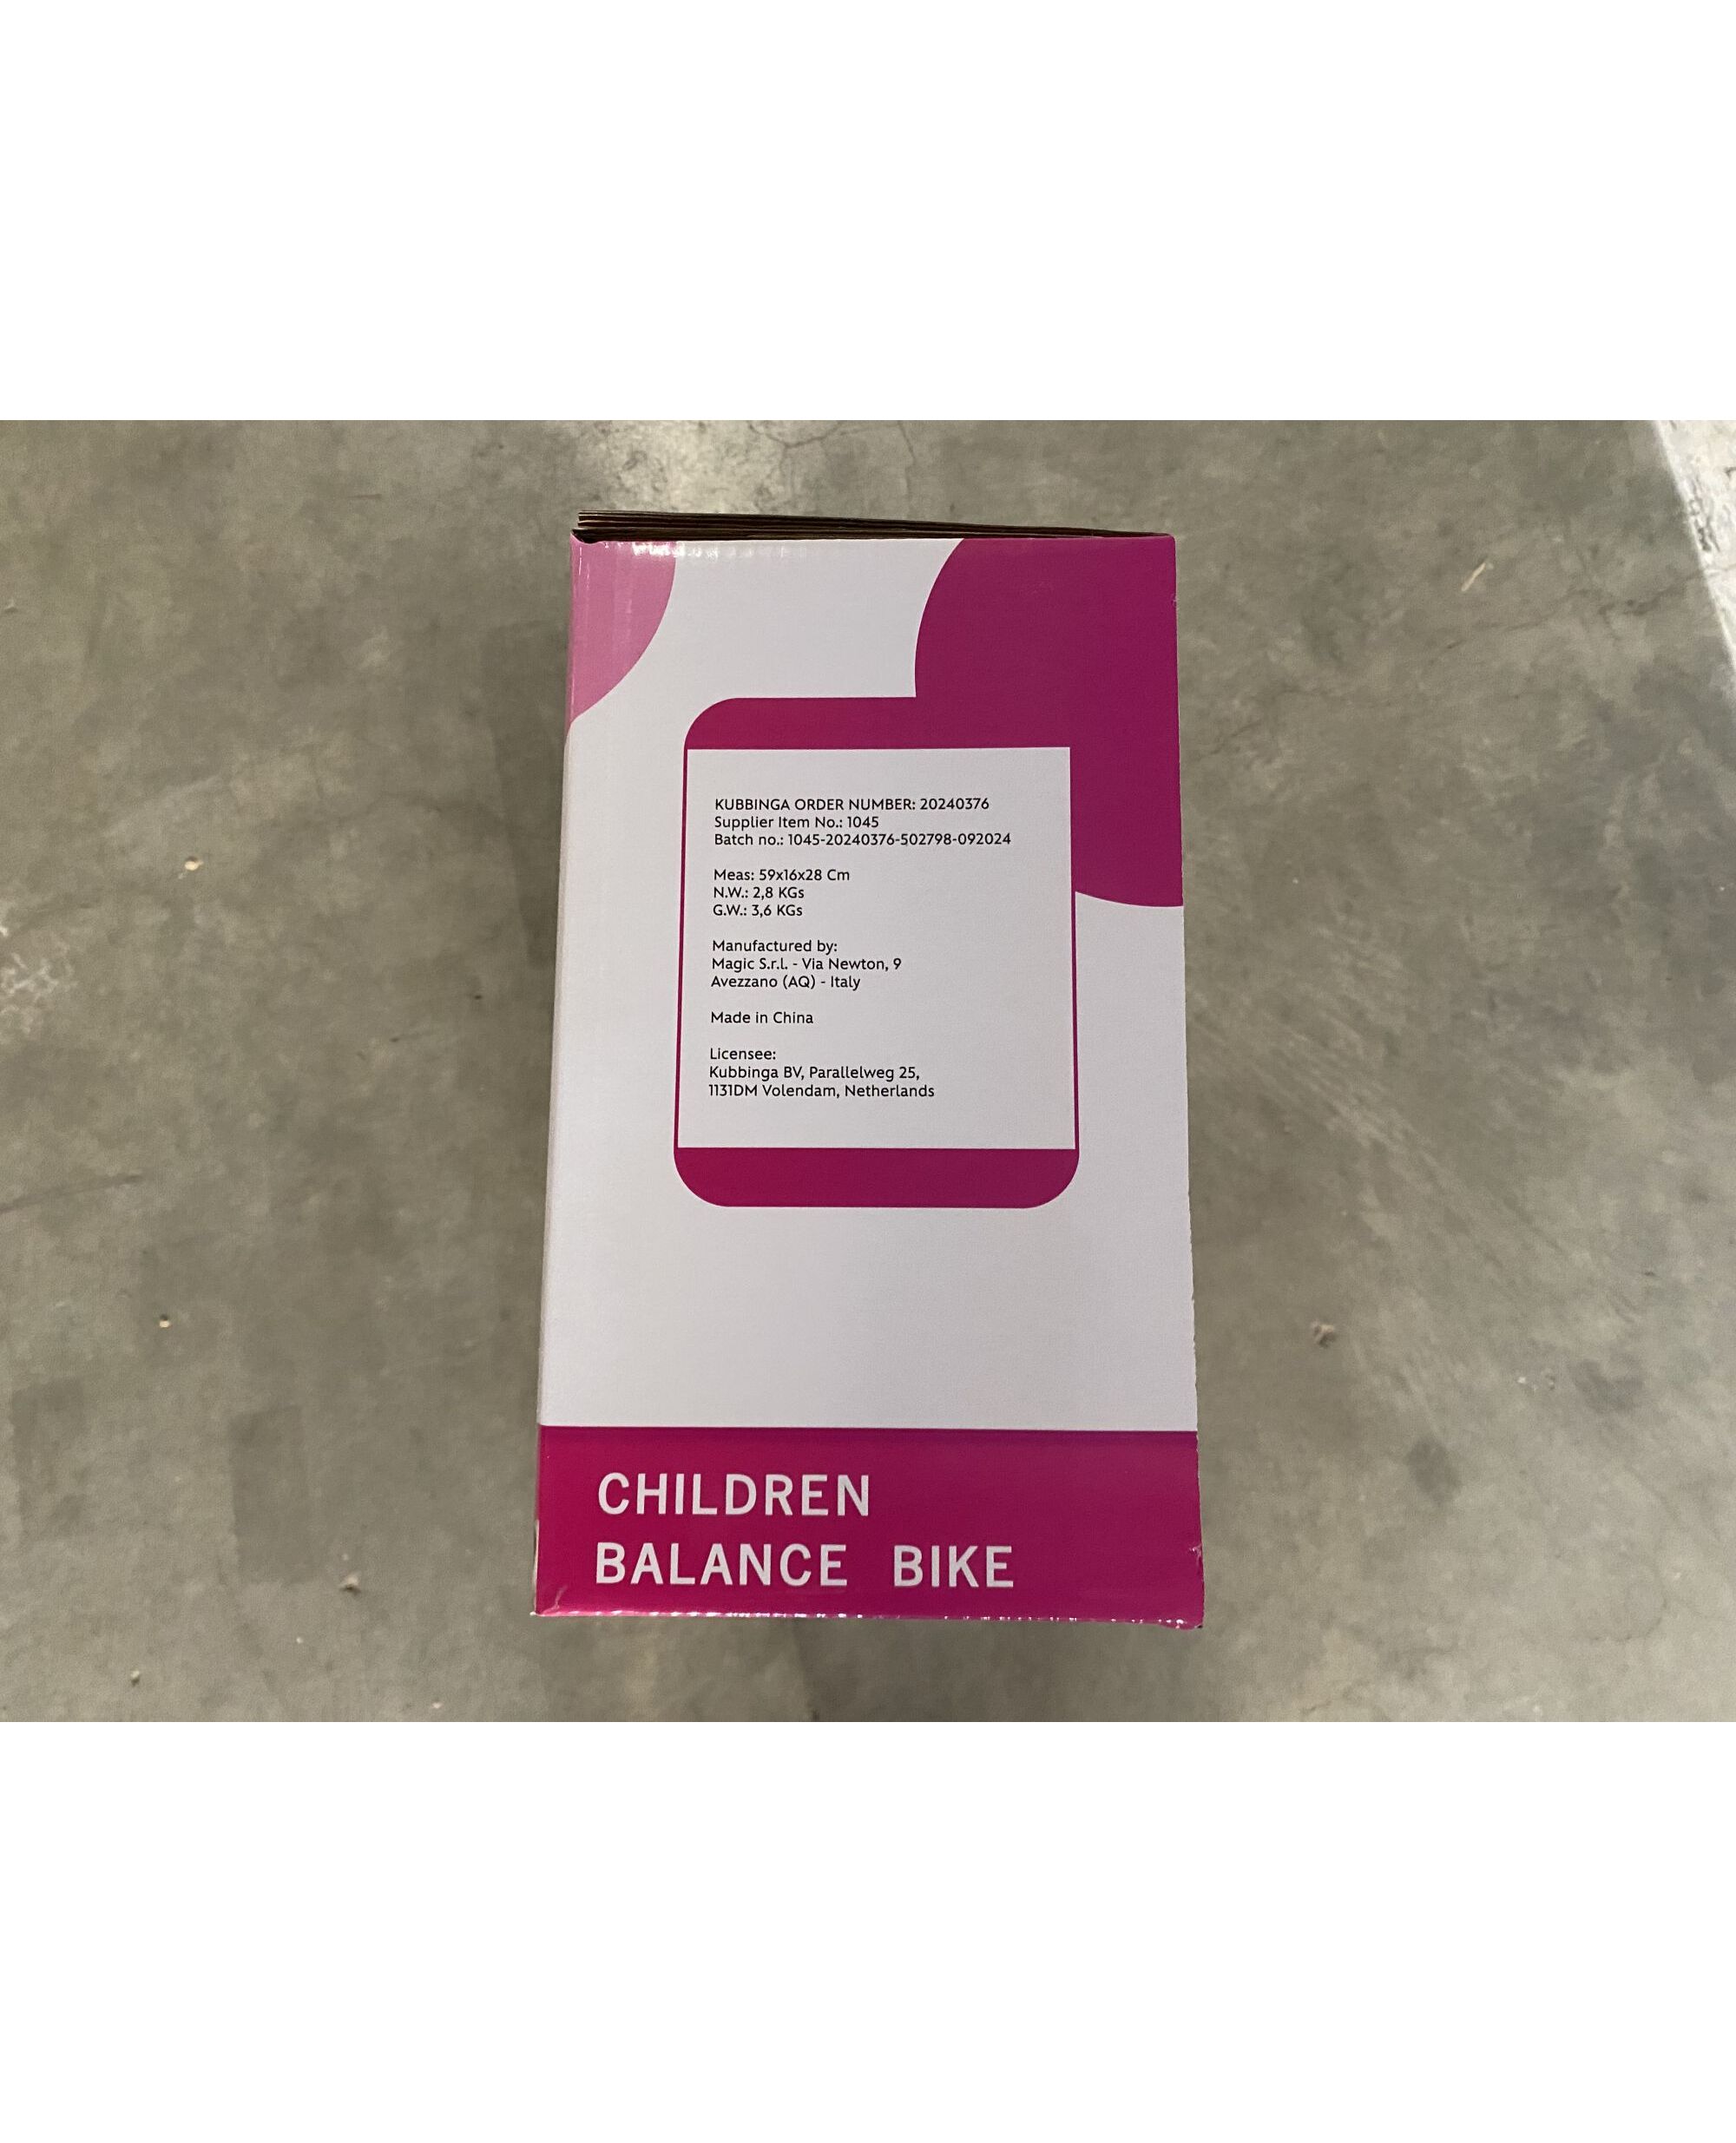 KUBBINGA ORDER NUMBER: 20240376
Supplier Item No.: 1045
Batch no.: 1045-20240376-502798-092024
Meas: 59x16x28 Cm
N.W.: 2,8 KGs
G.W.: 3,6 KGs
Manufactured by:
Magic S.r.l. - Via Newton, 9
Avezzano (AQ) - Italy
Made in China
Licensee:
Kubbinga BV, Parallelweg 25,
1131DM Volendam, Netherlands
CHILDREN
BALANCE BIKE